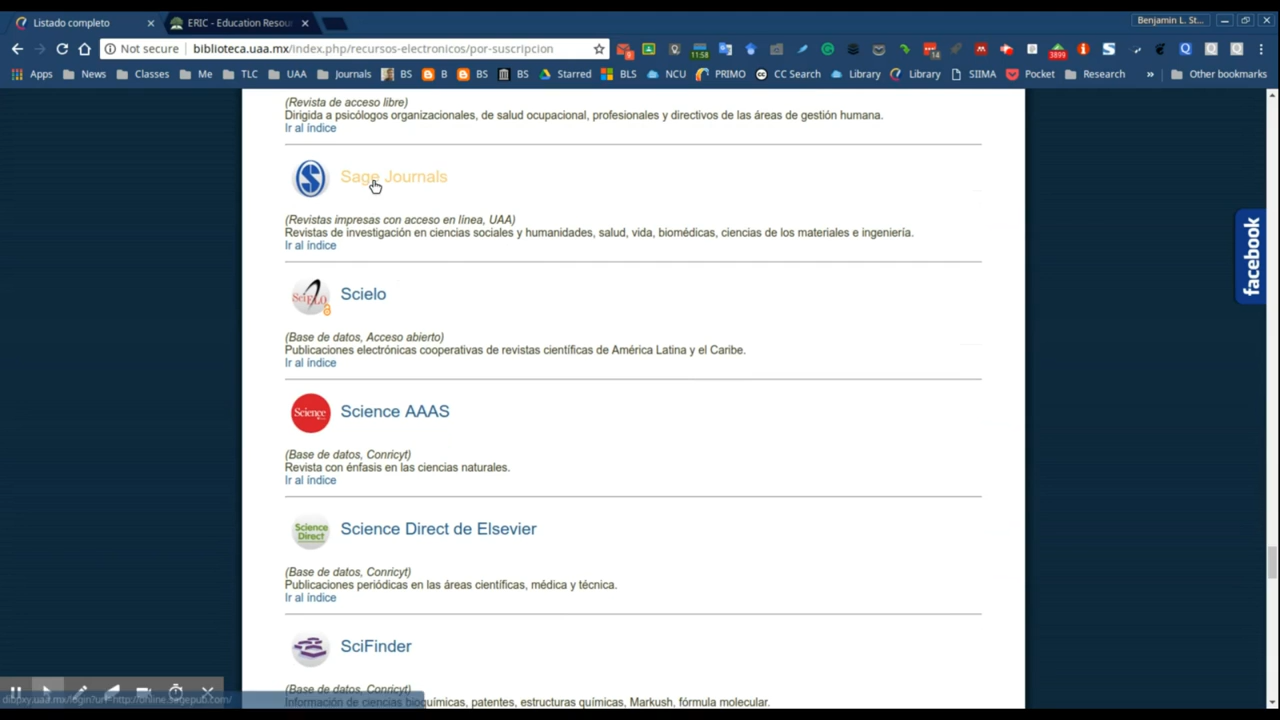 Listado completo
ERIC - Education Resour
Benjamin L. St...
Not secure
biblioteca.uaa.mx/index.php/recursos-electronicos/por-suscripcion
11:58
14
3899
Apps News Classes Me TLC UAA Journals BS B BS BS Starred BLS NCU PRIMO CC Search Library Library SIIMA Pocket Research » Other bookmarks
(Revista de acceso libre)
Dirigida a psicólogos organizacionales, de salud ocupacional, profesionales y directivos de las áreas de gestión humana.
Ir al índice
Sage Journals
(Revistas impresas con acceso en línea, UAA)
Revistas de investigación en ciencias sociales y humanidades, salud, vida, biomédicas, ciencias de los materiales e ingeniería.
Ir al índice
facebook
SciELO
Scielo
(Base de datos, Acceso abierto)
Publicaciones electrónicas cooperativas de revistas científicas de América Latina y el Caribe.
Ir al índice
Science
Science AAAS
(Base de datos, Conricyt)
Revista con énfasis en las ciencias naturales.
Ir al índice
Science
Direct
Science Direct de Elsevier
(Base de datos, Conricyt)
Publicaciones periódicas en las áreas científicas, médica y técnica.
Ir al índice
SciFinder
(Base de datos, Conricyt)
Información de ciencias bioquímicas, patentes, estructuras químicas, Markush, fórmula molecular.